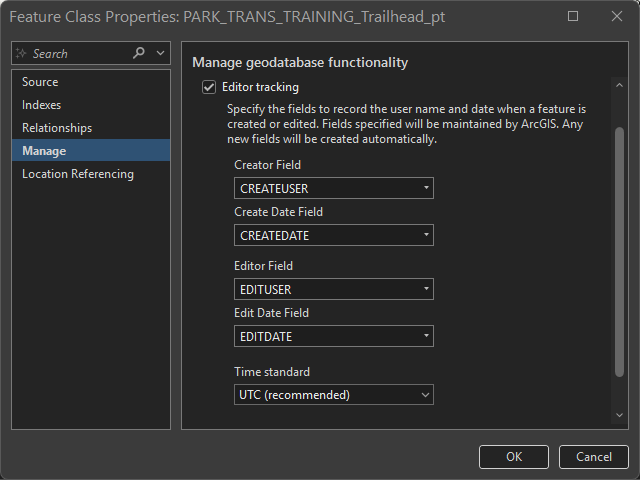 Feature Class Properties: PARK_TRANS_TRAINING_Trailhead_pt
Search
Source
Indexes
Relationships
Manage
Location Referencing
Manage geodatabase functionality
Editor tracking
Specify the fields to record the user name and date when a feature is
created or edited. Fields specified will be maintained by ArcGIS. Any
new fields will be created automatically.
Creator Field
CREATEUSER
Create Date Field
CREATEDATE
Editor Field
EDITUSER
Edit Date Field
EDITDATE
Time standard
UTC (recommended)
OK
Cancel